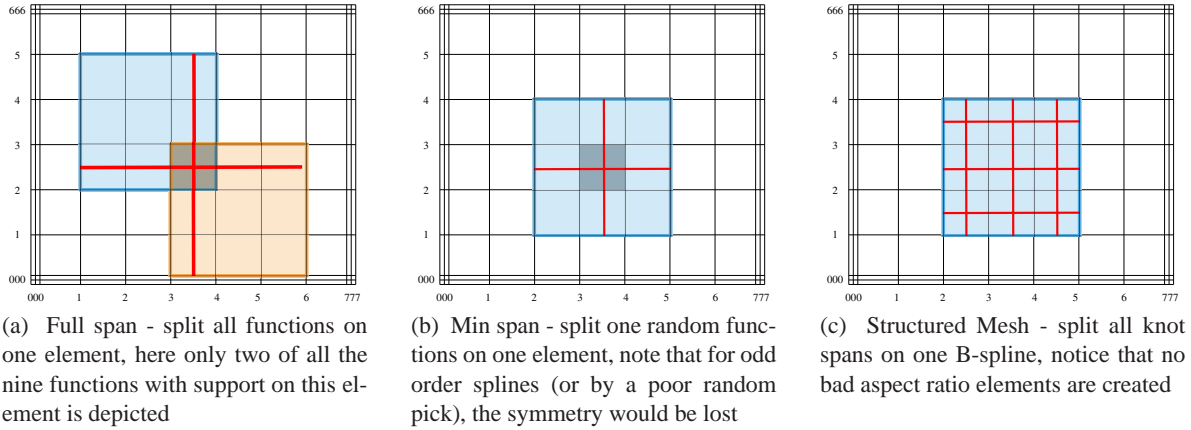 666
5
4
3
2
1
000
000 1 2 3 4 5 6 777
666
5
4
3
2
1
000
000 1 2 3 4 5 6 777
666
5
4
3
2
1
000
000 1 2 3 4 5 6 777
(a) Full span - split all functions on
one element, here only two of all the
nine functions with support on this el-
ement is depicted
(b) Min span - split one random func-
tions on one element, note that for odd
order splines (or by a poor random
pick), the symmetry would be lost
(c) Structured Mesh - split all knot
spans on one B-spline, notice that no
bad aspect ratio elements are created